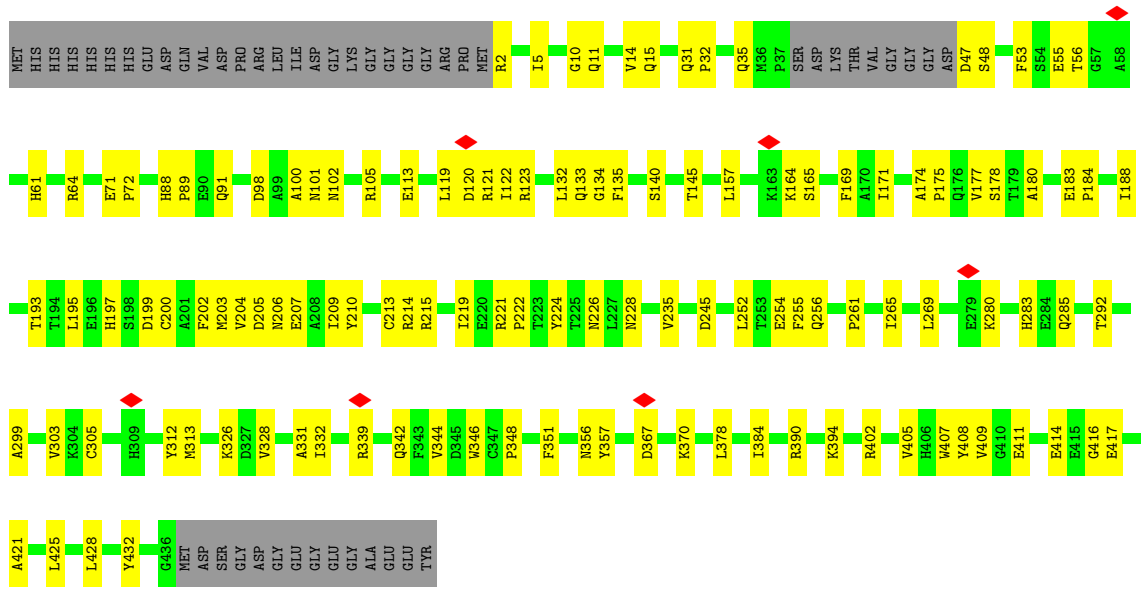 MET HIS HIS HIS HIS HIS HIS GLU ASP GLN VAL ASP PRO ARG LEU ILE ASP GLY LYS GLY GLY GLY GLY ARG PRO MET R2 I5 G10 Q11 V14 Q15 Q31 P32 Q35 M36 P37 SER ASP LYS THR VAL GLY GLY GLY ASP D47 S48 F53 S54 E55 T56 G57 A58
H61 R64 E71 P72 H88 P89 E90 Q91 D98 A99 A100 N101 N102 R105 E113 L119 D120 R121 I122 R123 L132 Q133 G134 F135 S140 T145 L157 K163 K164 S165 F169 A170 I171 A174 P175 Q176 V177 S178 T179 A180 E183 P184 I188
T193 T194 L195 E196 H197 S198 D199 C200 A201 F202 M203 V204 D205 N206 E207 A208 I209 Y210 C213 R214 R215 I219 E220 R221 P222 T223 Y224 T225 N226 L227 N228 V235 D245 L252 T253 E254 F255 Q256 P261 I265 L269 E279 K280 H283 E284 Q285 T292
A299 V303 K304 C305 H309 Y312 M313 K326 D327 V328 A331 I332 R339 Q342 F343 V344 D345 W346 C347 P348 F351 N356 Y357 D367 K370 L378 I384 R390 K394 R402 V405 H406 W407 Y408 V409 G410 E411 E414 E415 G416 E417
A421 L425 L428 Y432 G436 MET ASP SER GLY ASP GLY GLU GLY GLU GLY ALA GLU GLU TYR